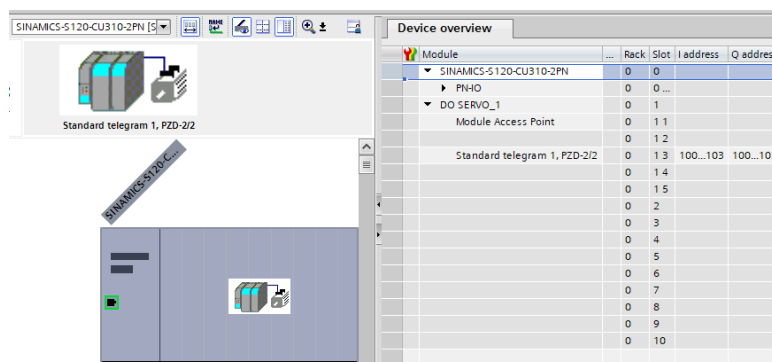 SINAMICS-S120-CU310-2PN [S
Device overview
Module ... Rack Slot I address Q addres
SINAMICS-S120-CU310-2PN 0 0
PN-IO 0 0 ...
DO SERVO_1 0 1
Module Access Point 0 1 1
0 1 2
Standard telegram 1, PZD-2/2 0 1 3 100...103 100...10
0 1 4
0 1 5
0 2
0 3
0 4
0 5
0 6
0 7
0 8
0 9
0 10
Standard telegram 1, PZD-2/2
SINAMICS-S120-C...